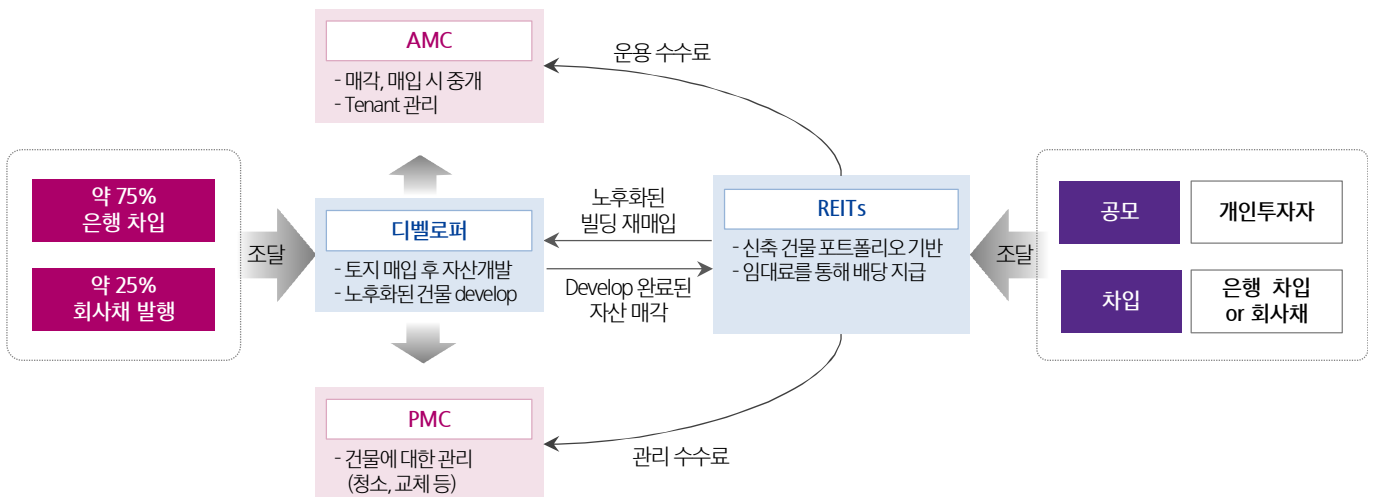 AMC
- 매각, 매입 시 중개
- Tenant 관리
운용 수수료
약 75%
은행 차입
약 25%
회사채 발행
조달
디벨로퍼
- 토지 매입 후 자산개발
- 노후화된 건물 develop
노후화된
빌딩 재매입
Develop 완료된
자산 매각
REITs
- 신축 건물 포트폴리오 기반
- 임대료를 통해 배당 지급
조달
공모
개인투자자
차입
은행 차입
or 회사채
PMC
- 건물에 대한 관리
(청소, 교체 등)
관리 수수료